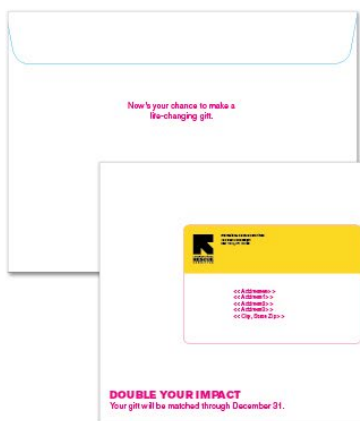 Now's your chance to make a
life-changing gift.
RESCUE
<<Addressee>>
<<Address1>>
<<Address2>>
<<Address3>>
<<City, State Zip>>
DOUBLE YOUR IMPACT
Your gift will be matched through December 31.